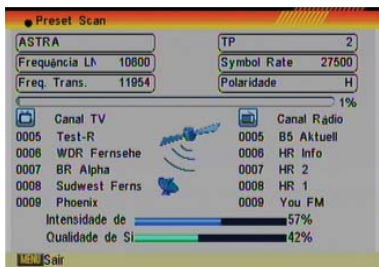 Preset Scan
ASTRA
TP 2
Frequência LN 10600
Symbol Rate 27500
Freq. Trans. 11954
Polaridade H
1%
Canal TV
Canal Rádio
0005 Test-R
0005 B5 Aktuell
0006 WDR Fernsehe
0006 HR Info
0007 BR Alpha
0007 HR 2
0008 Sudwest Ferns
0008 HR 1
0009 Phoenix
0009 You FM
Intensidade de 57%
Qualidade de Si 42%
MENU Sair